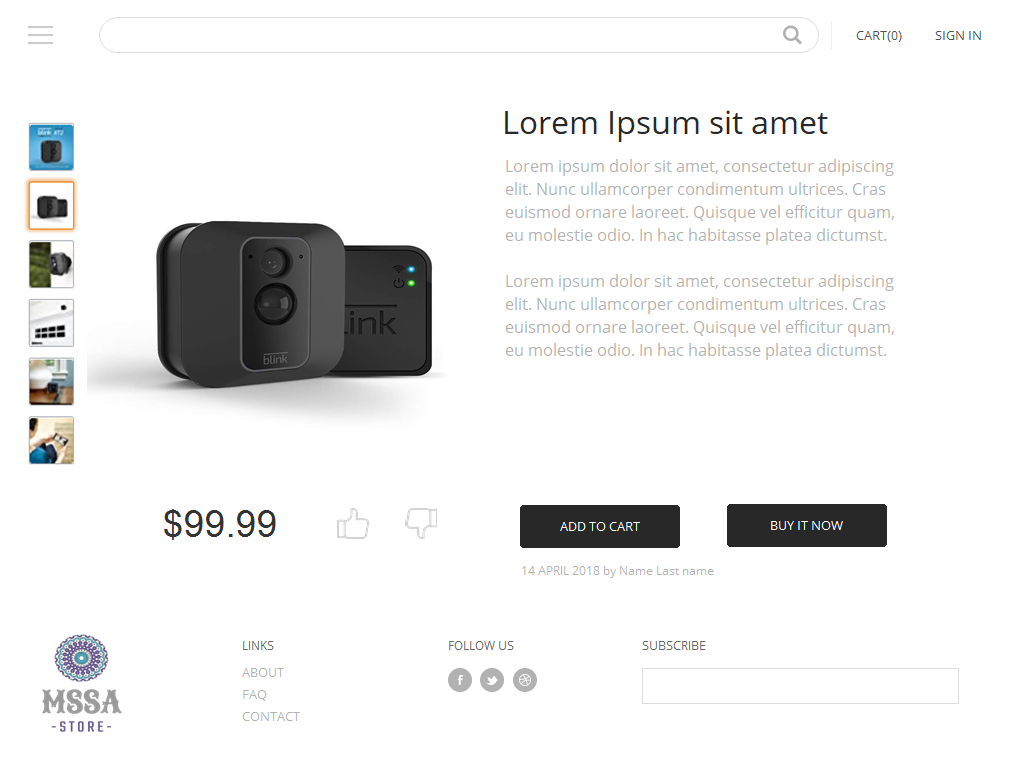 CART(0)
SIGN IN
blink XT2
Lorem Ipsum sit amet
Lorem ipsum dolor sit amet, consectetur adipiscing
elit. Nunc ullamcorper condimentum ultrices. Cras
euismod ornare laoreet. Quisque vel efficitur quam,
eu molestie odio. In hac habitasse platea dictumst.
Lorem ipsum dolor sit amet, consectetur adipiscing
elit. Nunc ullamcorper condimentum ultrices. Cras
euismod ornare laoreet. Quisque vel efficitur quam,
eu molestie odio. In hac habitasse platea dictumst.
link
blink
$99.99
ADD TO CART
BUY IT NOW
14 APRIL 2018 by Name Last name
MSSA
-STORE-
LINKS
ABOUT
FAQ
CONTACT
FOLLOW US
SUBSCRIBE